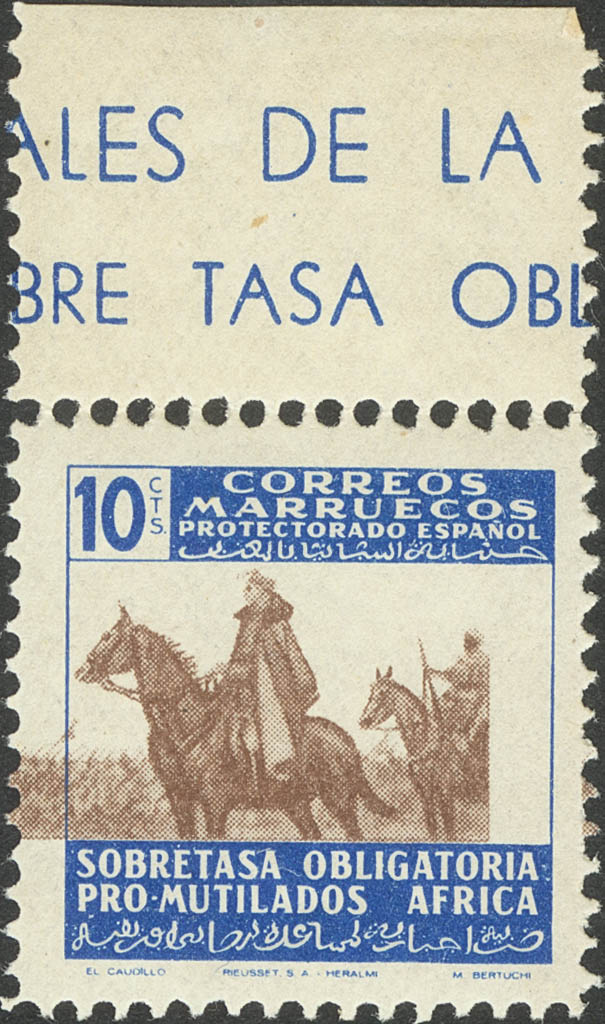 ALES DE LA
BRE TASA OBL
10 CTS.
CORREOS
MARRUECOS
PROTECTORADO ESPAÑOL
SOBRETASA OBLIGATORIA
PRO-MUTILADOS AFRICA
EL CAUDILLO RIEUSSET. S. A. - HERALMI M. BERTUCHI